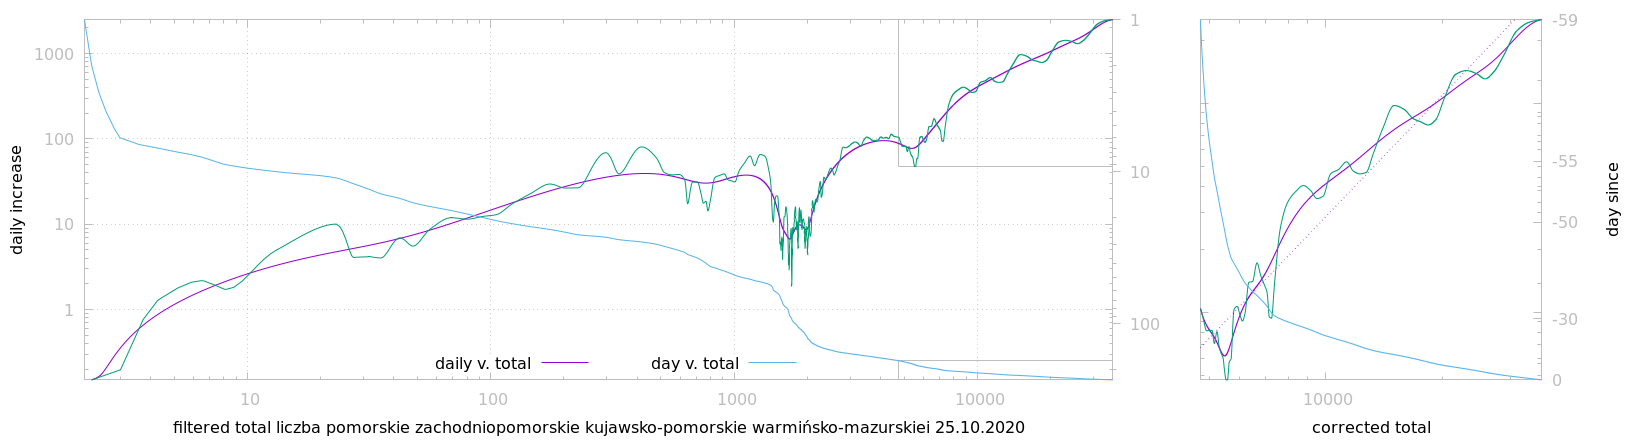 1000
100
10
1
daily increase
10
100
1000
10000
1
10
100
daily v. total
day v. total
filtered total liczba pomorskie zachodniopomorskie kujawsko-pomorskie warmińsko-mazurskiei 25.10.2020
-59
-55
-50
-30
0
day since
10000
corrected total